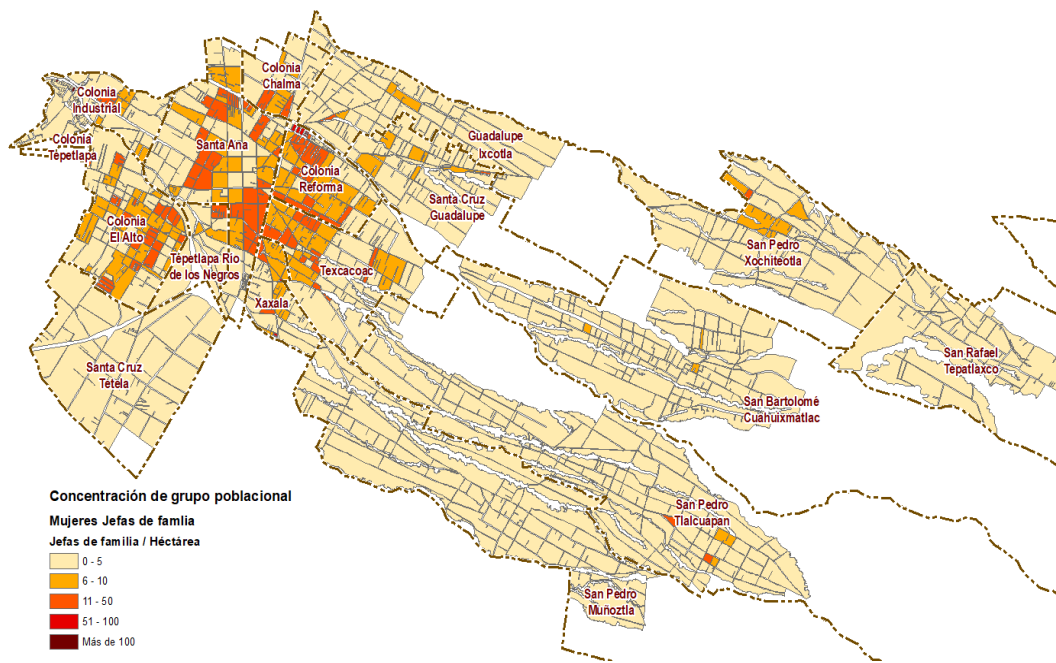 Colonia
Chalma
Colonia
Industrial
Colonia
Tepetlapa
Santa Ana
Guadalupe
Ixcotla
Colonia
Reforma
Santa Cruz
Guadalupe
Colonia
El Alto
San Pedro
Xochiteotla
Tepetlapa Rio
de los Negros
Texcacoac
Xaxala
San Rafael
Tepatlaxco
Santa Cruz
Tetela
San Bartolomé
Cuahuixmatlac
San Pedro
Tlalcuapan
San Pedro
Muñoztla
Concentración de grupo poblacional
Mujeres Jefas de famlia
Jefas de familia / Héctárea
0 - 5
6 - 10
11 - 50
51 - 100
Más de 100